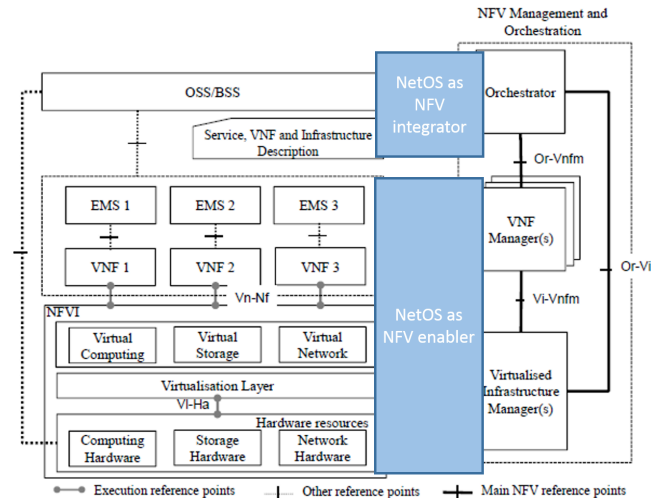 NFV Management and
Orchestration
OSS/BSS
NetOS as
NFV
integrator
Orchestrator
Service, VNF and Infrastructure
Description
Or-Vnfm
EMS 1
EMS 2
EMS 3
VNF
Manager(s)
VNF 1
VNF 2
VNF 3
Or-Vi
Vn-Nf
Vi-Vnfm
NFVI
NetOS as
NFV enabler
Virtual
Computing
Virtual
Storage
Virtual
Network
Virtualisation Layer
Virtualised
Infrastructure
Manager(s)
VI-Ha
Hardware resources
Computing
Hardware
Storage
Hardware
Network
Hardware
Execution reference points
Other reference points
Main NFV reference points